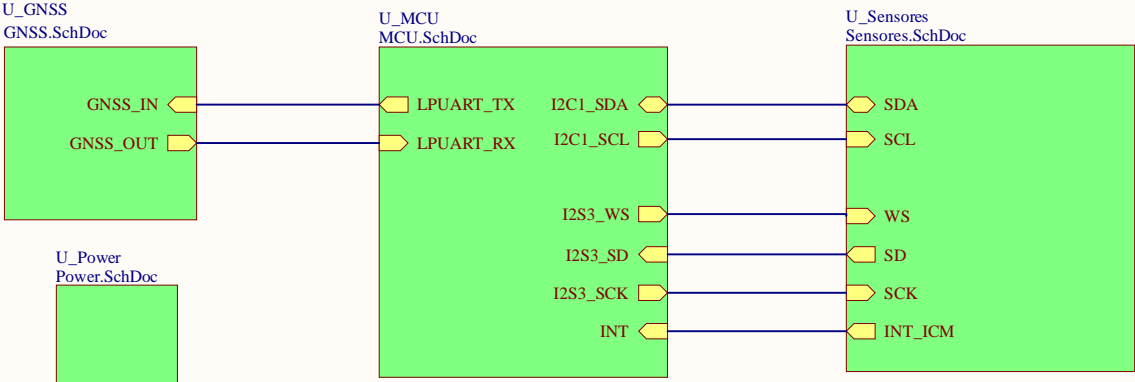 U_GNSS
GNSS.SchDoc
GNSS_IN
GNSS_OUT
U_MCU
MCU.SchDoc
LPUART_TX
LPUART_RX
I2C1_SDA
I2C1_SCL
I2S3_WS
I2S3_SD
I2S3_SCK
INT
U_Sensores
Sensores.SchDoc
SDA
SCL
WS
SD
SCK
INT_ICM
U_Power
Power.SchDoc